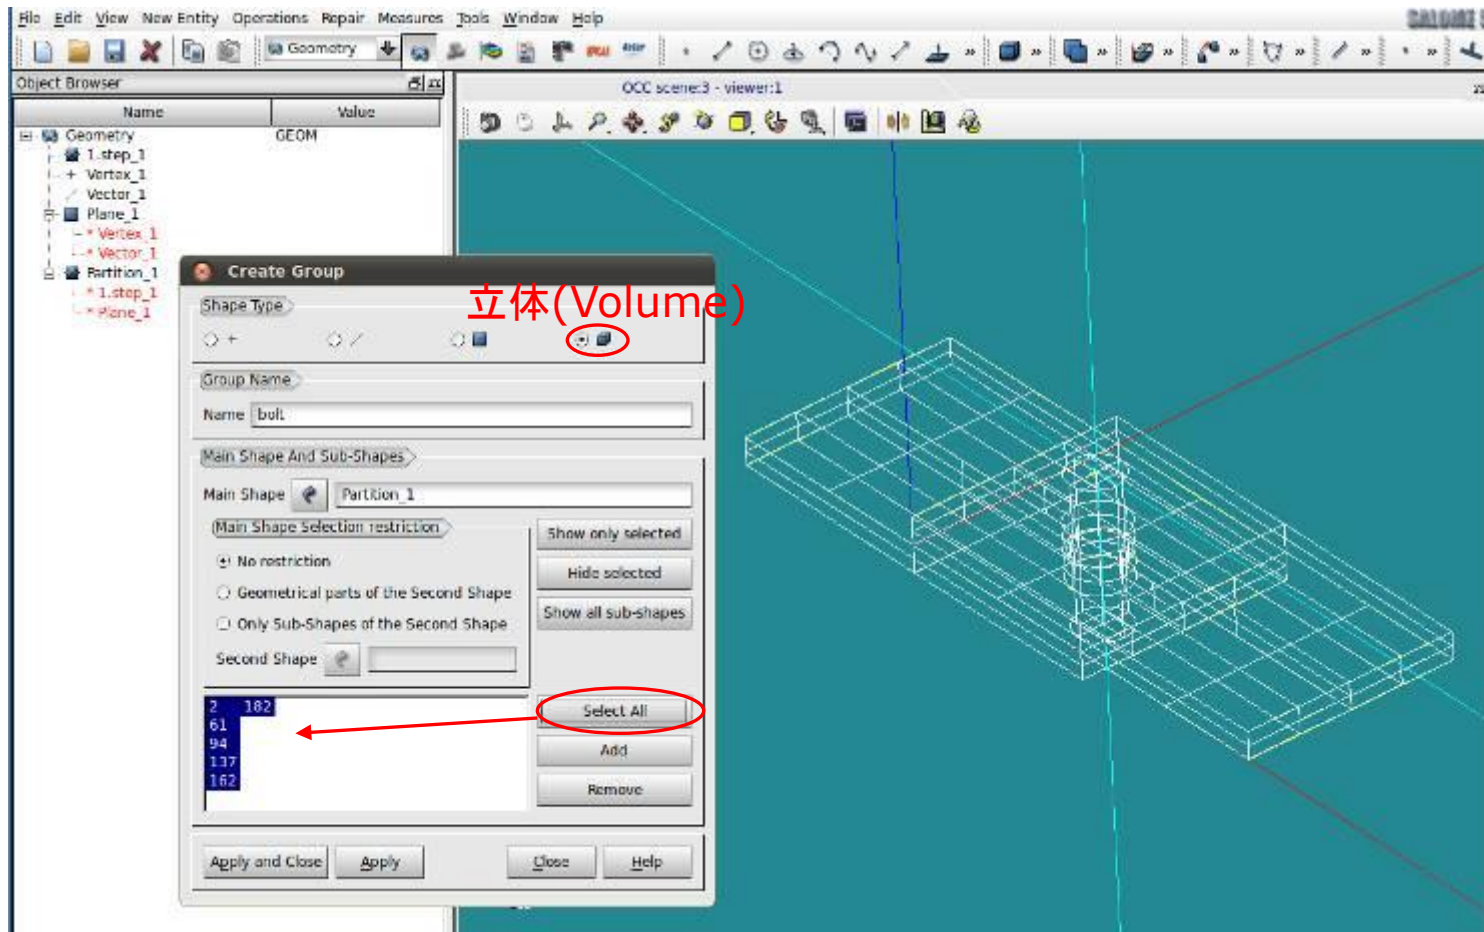 File Edit View New Entity Operations Repair Measures Tools Window Help
Geometry
Object Browser
OCC scene:3 - viewer:1
Name Value
Geometry GEOM
1.step_1
Vertex_1
Vector_1
Plane_1
* Vertex_1
* Vector_1
Partition_1
* 1.step_1
* Plane_1
Create Group
立体(Volume)
Shape Type
Group Name
Name bolt
Main Shape And Sub-Shapes
Main Shape Partition_1
Main Shape Selection restriction
No restriction
Geometrical parts of the Second Shape
Only Sub-Shapes of the Second Shape
Second Shape
Show only selected
Hide selected
Show all sub-shapes
2 182
61
94
137
162
Select All
Add
Remove
Apply and Close Apply Close Help